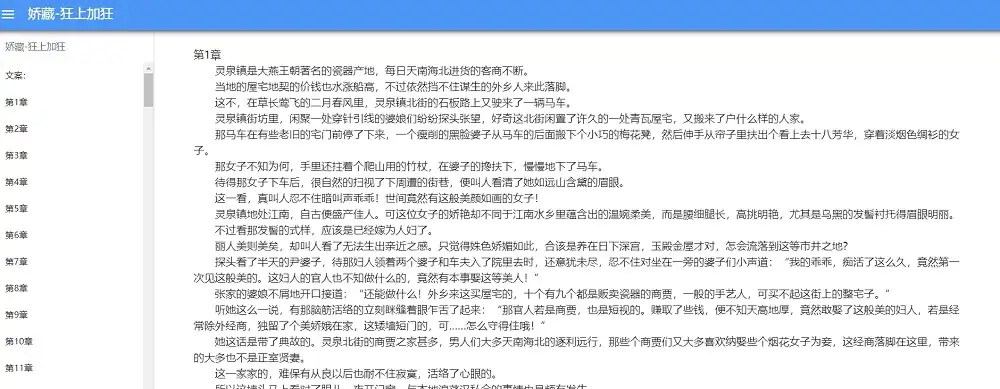 娇藏-狂上加狂
娇藏-狂上加狂
文案:
第1章
第2章
第3章
第4章
第5章
第6章
第7章
第8章
第9章
第10章
第11章
第1章
灵泉镇是大燕王朝著名的瓷器产地，每日天南海北进货的客商不断。
当地的屋宅地契的价钱也水涨船高，不过依然挡不住谋生的外乡人来此落脚。
这不，在草长莺飞的二月春风里，灵泉镇北街的石板路上又驶来了一辆马车。
灵泉镇街坊里，闲聚一处穿针引线的婆娘们纷纷探头张望，好奇这北街闲置了许久的一处青瓦屋宅，又搬来了户什么样的人家。
那马车在有些老旧的宅门前停了下来，一个瘦削的黑脸婆子从马车的后面搬下个小巧的梅花凳，然后伸手从帘子里扶出个看上去十八芳华，穿着淡烟色绸衫的女
子。
那女子不知为何，手里还拄着个爬山用的竹杖，在婆子的搀扶下，慢慢地下了马车。
待得那女子下车后，很自然的扫视了下周遭的街巷，便叫人看清了她如远山含黛的眉眼。
这一看，真叫人忍不住暗叫声乖乖！世间竟然有这般美颜如画的女子！
灵泉镇地处江南，自古便盛产佳人。可这位女子的娇艳却不同于江南水乡里蕴含出的温婉柔美，而是腰细腿长，高挑明艳，尤其是乌黑的发髻衬托得眉眼明丽。
不过看那发髻的式样，应该是已经嫁为人妇了。
丽人美则美矣，却叫人看了无法生出亲近之感。只觉得姝色娇媚如此，合该是养在日下深宫，玉殿金屋才对，怎会流落到这等市井之地？
探头看了半天的尹婆子，待那妇人领着两个婆子和车夫入了院里去时，还意犹未尽，忍不住对坐在一旁的婆子们小声道：“我的乖乖，痴活了这么久，竟然第一
次见这般美的。这妇人的官人也不知做什么的，竟然有本事娶这等美人！”
张家的婆娘不屑地开口接道：“还能做什么！外乡来这买屋宅的，十个有九个都是贩卖瓷器的商贾，一般的手艺人，可买不起这街上的整宅子。”
听她这么一说，有那脑筋活络的立刻眯缝着眼乍舌了起来：“那官人若是商贾，也是短视的。赚取了些钱，便不知天高地厚，竟然敢娶了这般美的妇人，若是经
常除外经商，独留了个美娇娥在家，这矮墙短门的，可……怎么守得住哦！”
她这话是带了典故的。灵泉北街的商贾之家甚多，男人们大多天南海北的逐利远行，那些个商贾们又大多喜欢纳娶些个烟花女子为妾，这经商落脚在这里，带来
的大多也不是正室贤妻。
这一家家的，难保有从良以后也耐不住寂寞，活络了心眼的。